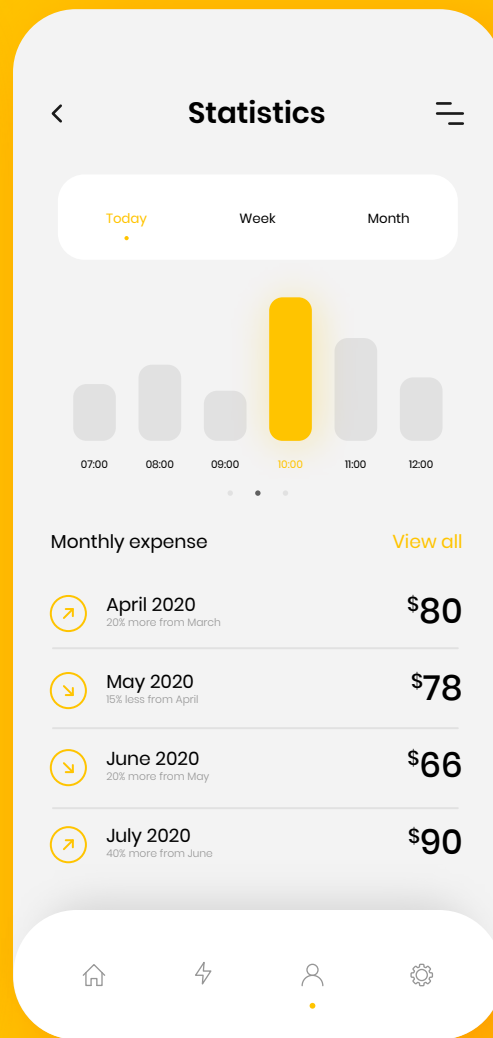 Statistics
Today Week Month
07:00 08:00 09:00 10:00 11:00 12:00
Monthly expense View all
April 2020 $80
20% more from March
May 2020 $78
15% less from April
June 2020 $66
20% more from May
July 2020 $90
40% more from June